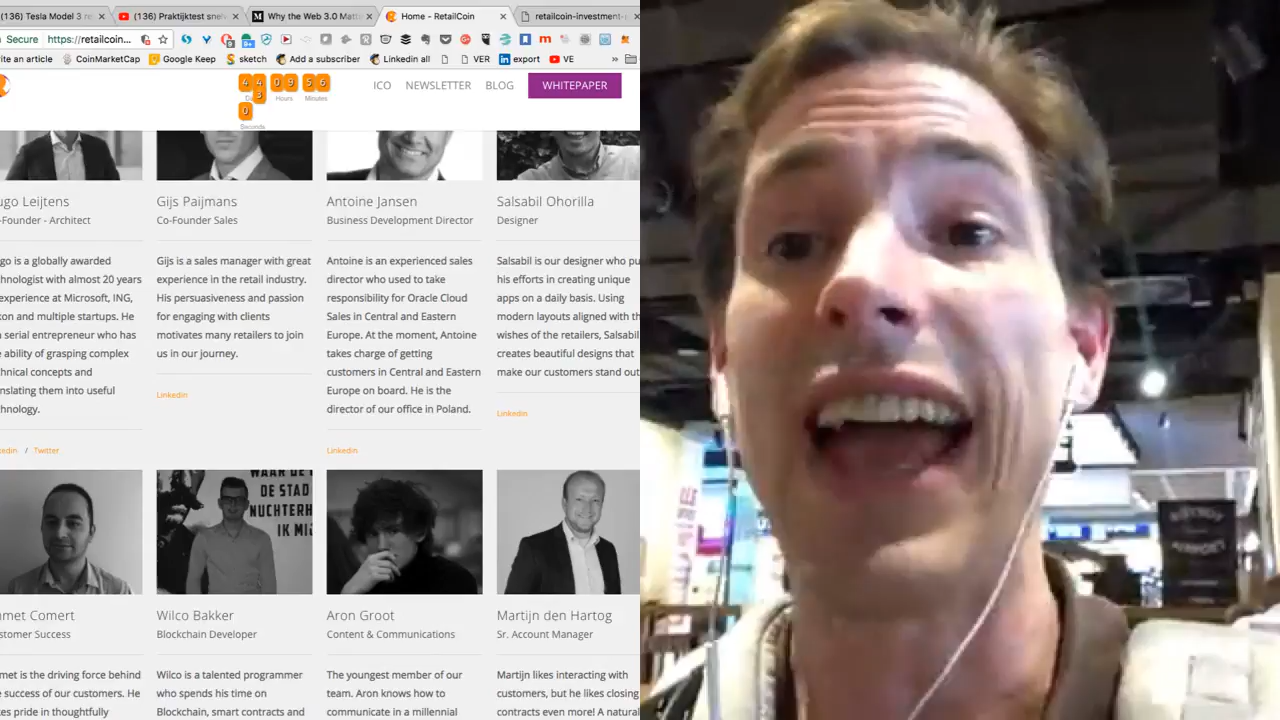 (136) Tesla Model 3 re
(136) Praktijktest snel
Why the Web 3.0 Matt
Home - RetailCoin
retailcoin-investment-
Secure
https://retailcoin...
ite an article
CoinMarketCap
Google Keep
sketch
Add a subscriber
Linkedin all
VER
export
VE
Hours
Minutes
Seconds
ICO
NEWSLETTER
BLOG
WHITEPAPER
ugo Leijtens
-Founder - Architect
go is a globally awarded
chnologist with almost 20 years
experience at Microsoft, ING,
kon and multiple startups. He
a serial entrepreneur who has
e ability of grasping complex
chnical concepts and
nslating them into useful
chnology.
kedin / Twitter
Gijs Paijmans
Co-Founder Sales
Gijs is a sales manager with great
experience in the retail industry.
His persuasiveness and passion
for engaging with clients
motivates many retailers to join
us in our journey.
Linkedin
Antoine Jansen
Business Development Director
Antoine is an experienced sales
director who used to take
responsibility for Oracle Cloud
Sales in Central and Eastern
Europe. At the moment, Antoine
takes charge of getting
customers in Central and Eastern
Europe on board. He is the
director of our office in Poland.
Linkedin
Salsabil Ohorilla
Designer
Salsabil is our designer who pu
his efforts in creating unique
apps on a daily basis. Using
modern layouts aligned with th
wishes of the retailers, Salsabil
creates beautiful designs that
make our customers stand out.
Linkedin
WAAR DE
DE STAD
NUCHTERH
IK MIJ
met Comert
stomer Success
met is the driving force behind
e success of our customers. He
kes pride in thoughtfully
Wilco Bakker
Blockchain Developer
Wilco is a talented programmer
who spends his time on
Blockchain, smart contracts and
Aron Groot
Content & Communications
The youngest member of our
team. Aron knows how to
communicate in a millennial
Martijn den Hartog
Sr. Account Manager
Martijn likes interacting with
customers, but he likes closing
contracts even more! A natural